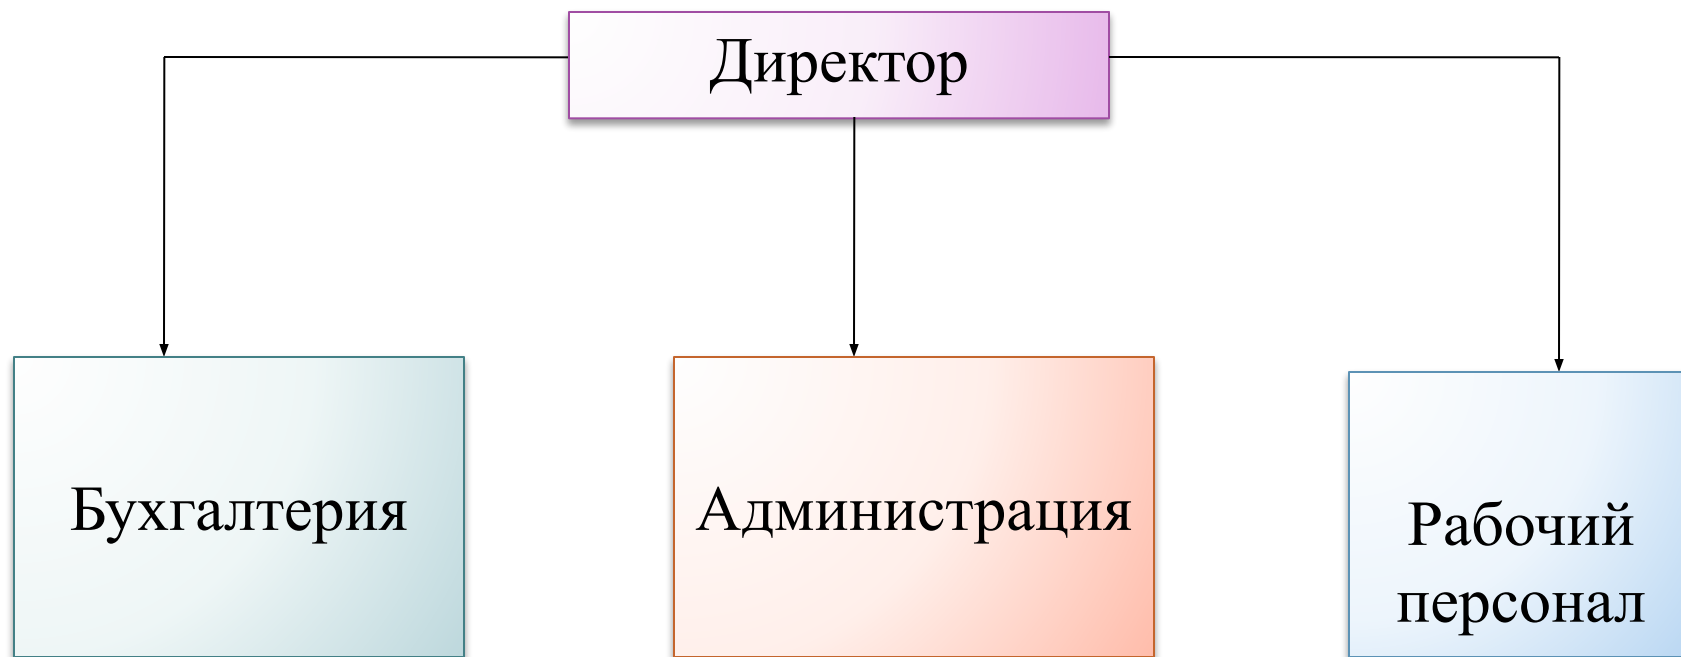 Директор
Бухгалтерия
Администрация
Рабочий
персонал